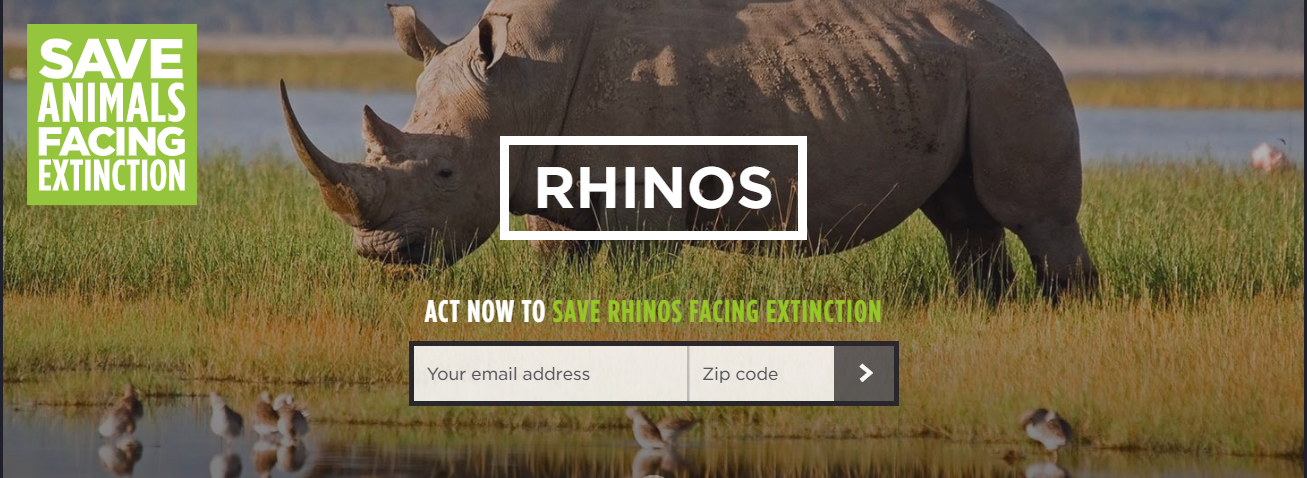 SAVE
ANIMALS
FACING
EXTINCTION
RHINOS
ACT NOW TO SAVE RHINOS FACING EXTINCTION
Your email address Zip code